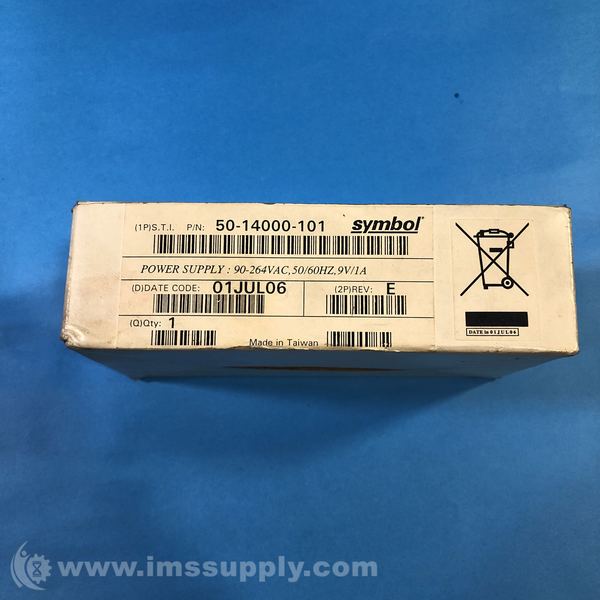 (1P)S.T.I. P/N: 50-14000-101 symbol®
POWER SUPPLY : 90-264VAC, 50/60HZ, 9V/1A
(D)DATE CODE: 01JUL06 (2P)REV: E
(Q)Qty: 1
Made in Taiwan
DATE in 01JUL06
www.imssupply.com